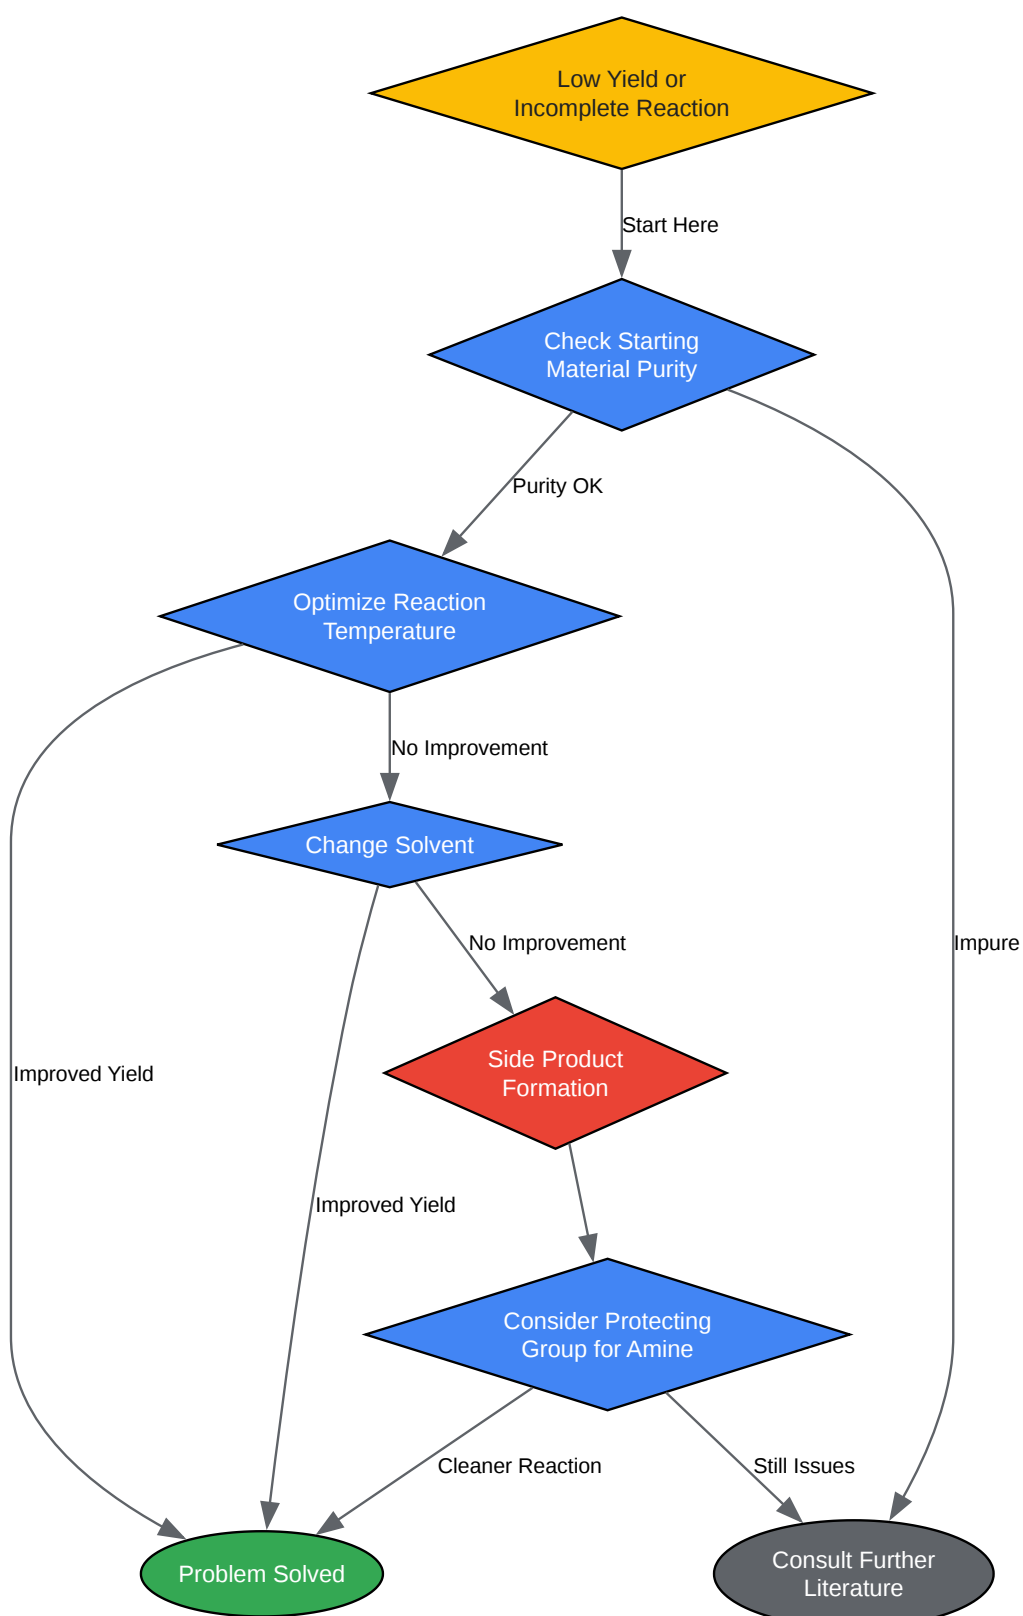 Low Yield or
Incomplete Reaction
Start Here
Check Starting
Material Purity
Purity OK
Optimize Reaction
Temperature
No Improvement
Change Solvent
No Improvement
Impure
Side Product
Formation
Improved Yield
Improved Yield
Consider Protecting
Group for Amine
Cleaner Reaction
Still Issues
Problem Solved
Consult Further
Literature